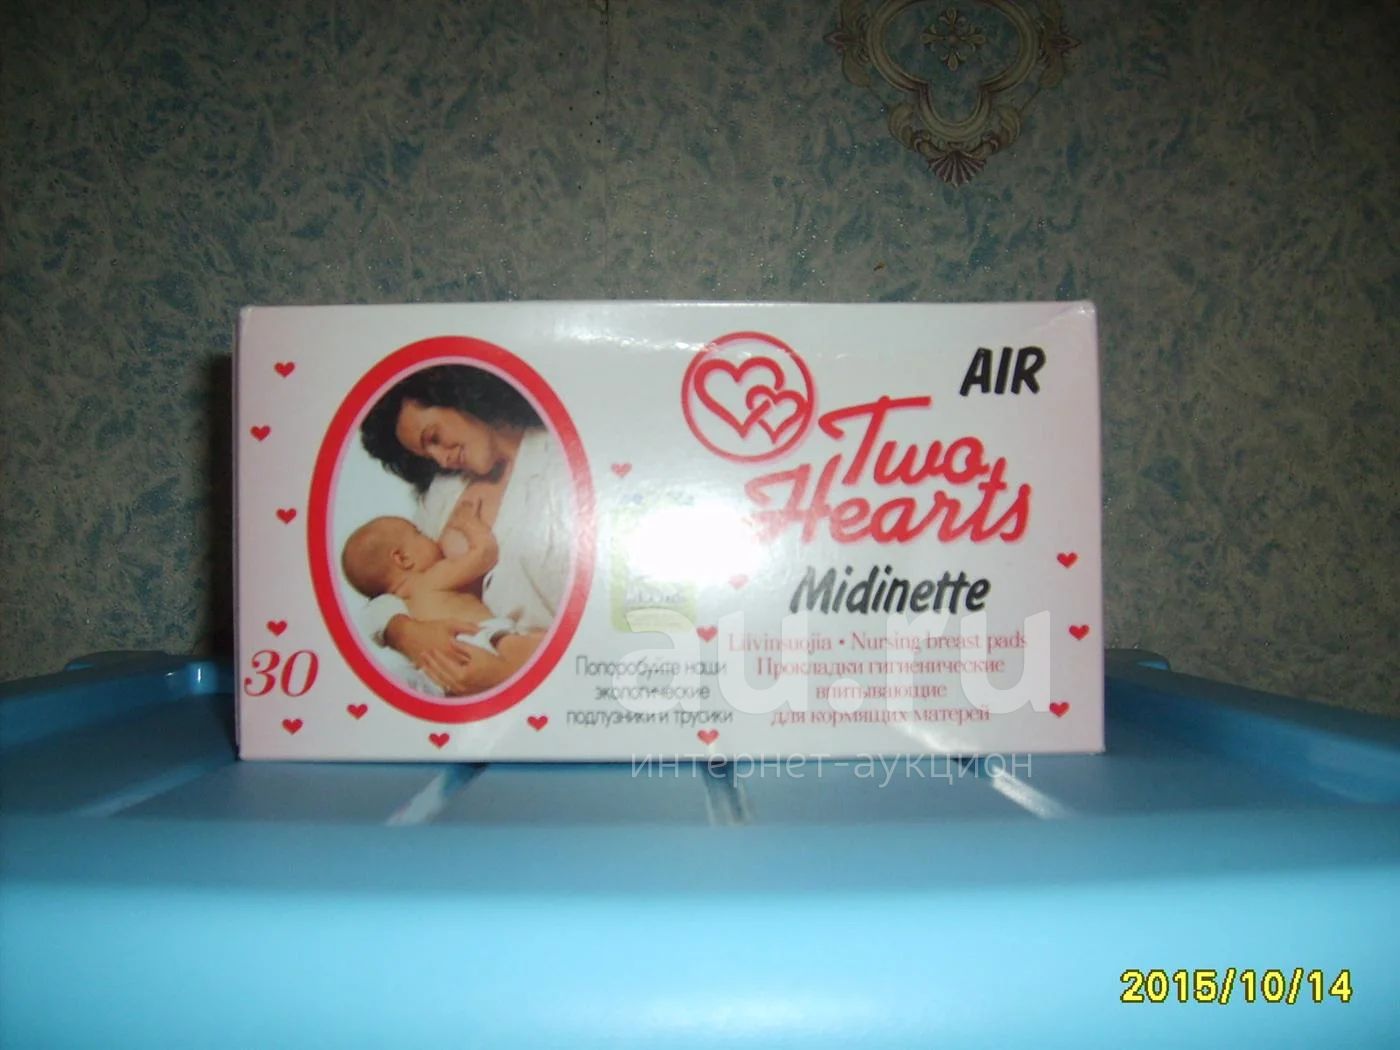 AIR
Two
Hearts
Midinette
Liivinsuojia • Nursing breast pads
Прокладки гигиенические
впитывающие
для кормящих матерей
30
Попоробуйте наши
экологические
подгузники и трусики
au.ru
интернет-аукцион
2015/10/14